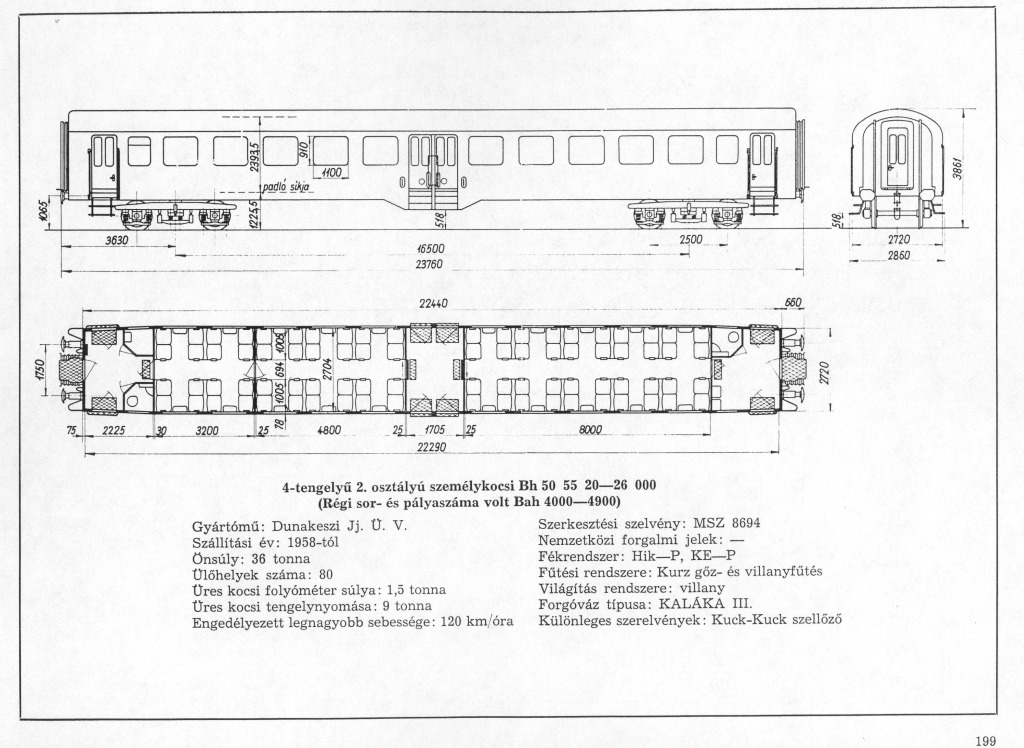 2393,5
910
1100
padló síkja
1065
1225,5
518
3630
16500
2500
23760
3861
518
2720
2860
22440
660
1750
1005
694
2704
1005
78
2720
75
2225
30
3200
25
4800
25
1705
25
8000
22290
4-tengelyű 2. osztályú személykocsi Bh 50 55 20—26 000
(Régi sor- és pályaszáma volt Bah 4000—4900)
Gyártómű: Dunakeszi Jj. Ü. V.
Szállítási év: 1958-tól
Önsúly: 36 tonna
Ülőhelyek száma: 80
Üres kocsi folyóméter súlya: 1,5 tonna
Üres kocsi tengelynyomása: 9 tonna
Engedélyezett legnagyobb sebessége: 120 km/óra
Szerkesztési szelvény: MSZ 8694
Nemzetközi forgalmi jelek: —
Fékrendszer: Hik—P, KE—P
Fűtési rendszere: Kurz gőz- és villanyfűtés
Világítás rendszere: villany
Forgóváz típusa: KALÁKA III.
Különleges szerelvények: Kuck-Kuck szellőző
199